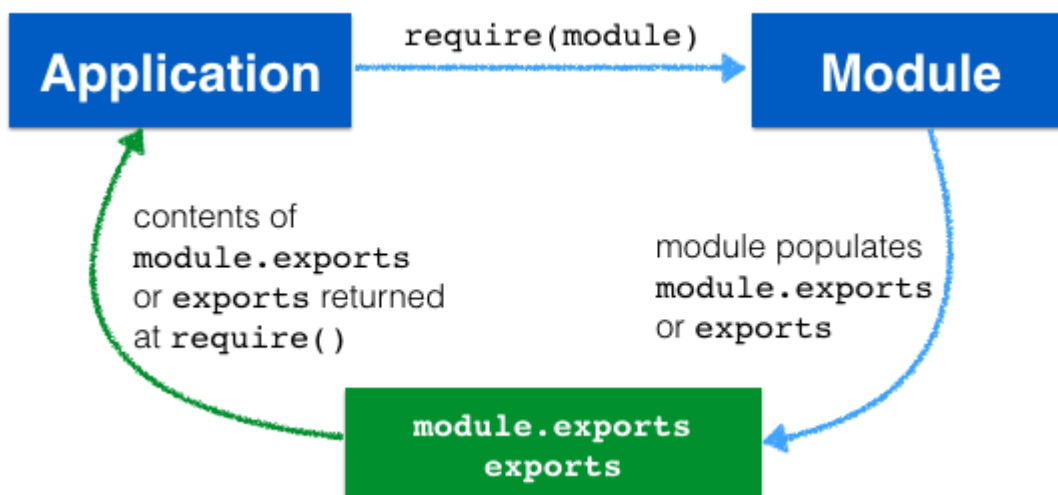 require(module)
Application
Module
contents of
module.exports
or exports returned
at require()
module populates
module.exports
or exports
module.exports
exports